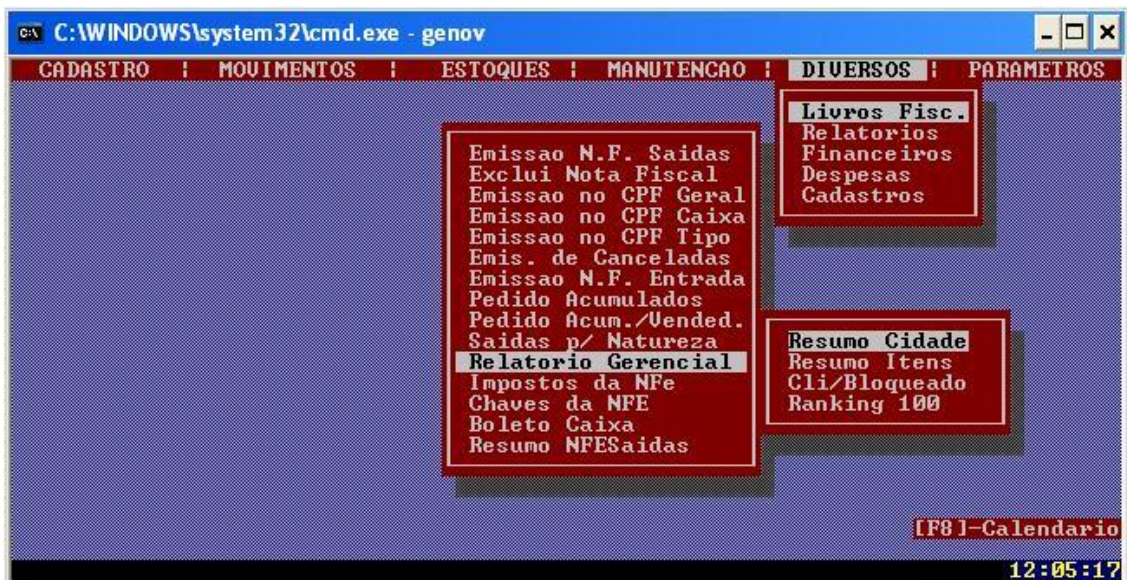 C:\WINDOWS\system32\cmd.exe - genov
CADASTRO ¦ MOVIMENTOS ¦ ESTOQUES ¦ MANUTENCAO ¦ DIVERSOS ¦ PARAMETROS
Livros Fisc.
Relatorios
Financeiros
Despesas
Cadastros
Emissao N.F. Saidas
Exclui Nota Fiscal
Emissao no CPF Geral
Emissao no CPF Caixa
Emissao no CPF Tipo
Emis. de Canceladas
Emissao N.F. Entrada
Pedido Acumulados
Pedido Acum./Vended.
Saidas p/ Natureza
Relatorio Gerencial
Impostos da NFe
Chaves da NFE
Boleto Caixa
Resumo NFESaidas
Resumo Cidade
Resumo Itens
Cli/Bloqueado
Ranking 100
[F8]-Calendario
12:05:17